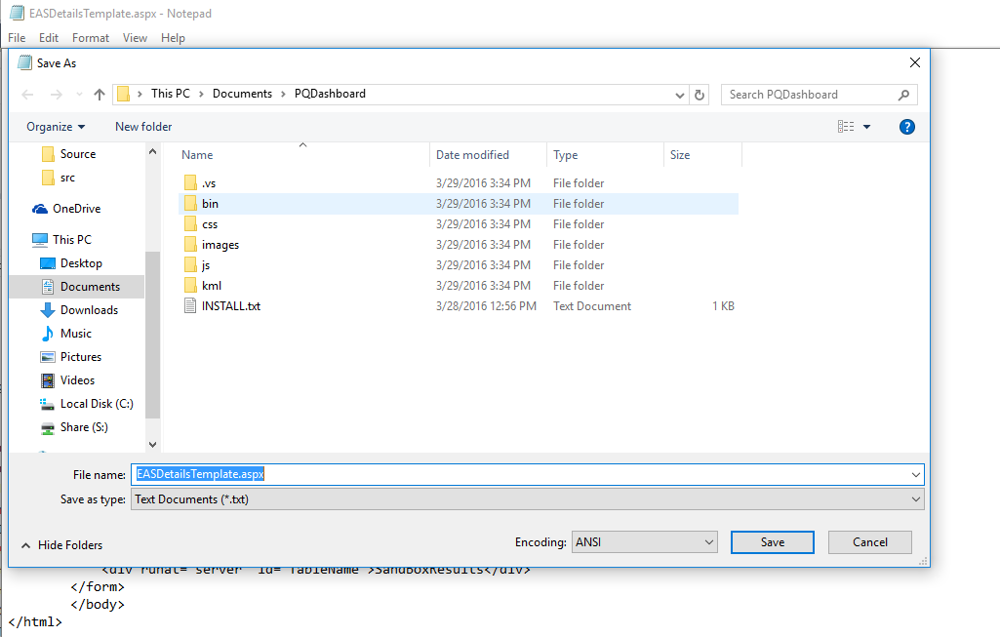 EASDetailsTemplate.aspx - Notepad
File Edit Format View Help
Save As
This PC > Documents > PQDashboard
Search PQDashboard
Organize New folder
?
Source
src
OneDrive
This PC
Desktop
Documents
Downloads
Music
Pictures
Videos
Local Disk (C:)
Share (S:)
Name Date modified Type Size
.vs 3/29/2016 3:34 PM File folder
bin 3/29/2016 3:34 PM File folder
css 3/29/2016 3:34 PM File folder
images 3/29/2016 3:34 PM File folder
js 3/29/2016 3:34 PM File folder
kml 3/29/2016 3:34 PM File folder
INSTALL.txt 3/28/2016 12:56 PM Text Document 1 KB
File name: EASDetailsTemplate.aspx
Save as type: Text Documents (*.txt)
Hide Folders
Encoding: ANSI Save Cancel
<div runat="server" id="TableName">SandBoxResults</div>
</form>
</body>
</html>